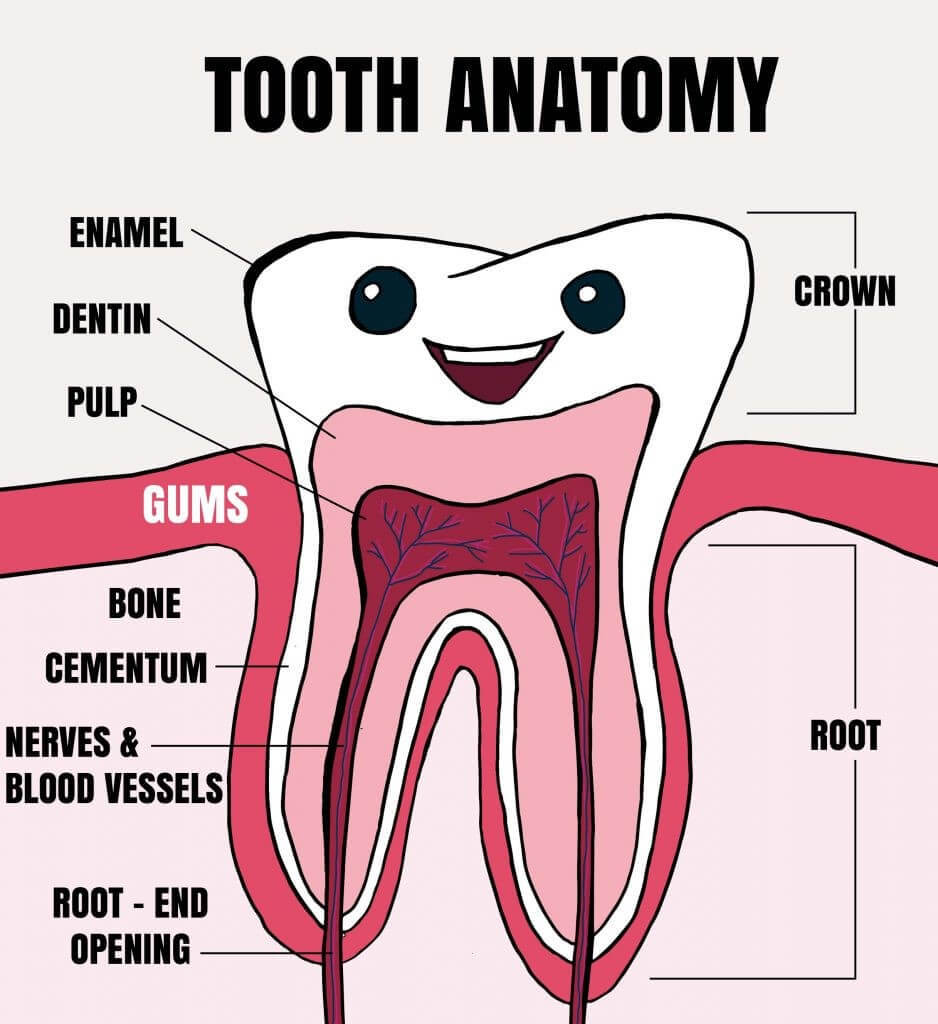 TOOTH ANATOMY
ENAMEL
DENTIN
PULP
GUMS
BONE
CEMENTUM
NERVES &
BLOOD VESSELS
ROOT - END
OPENING
CROWN
ROOT